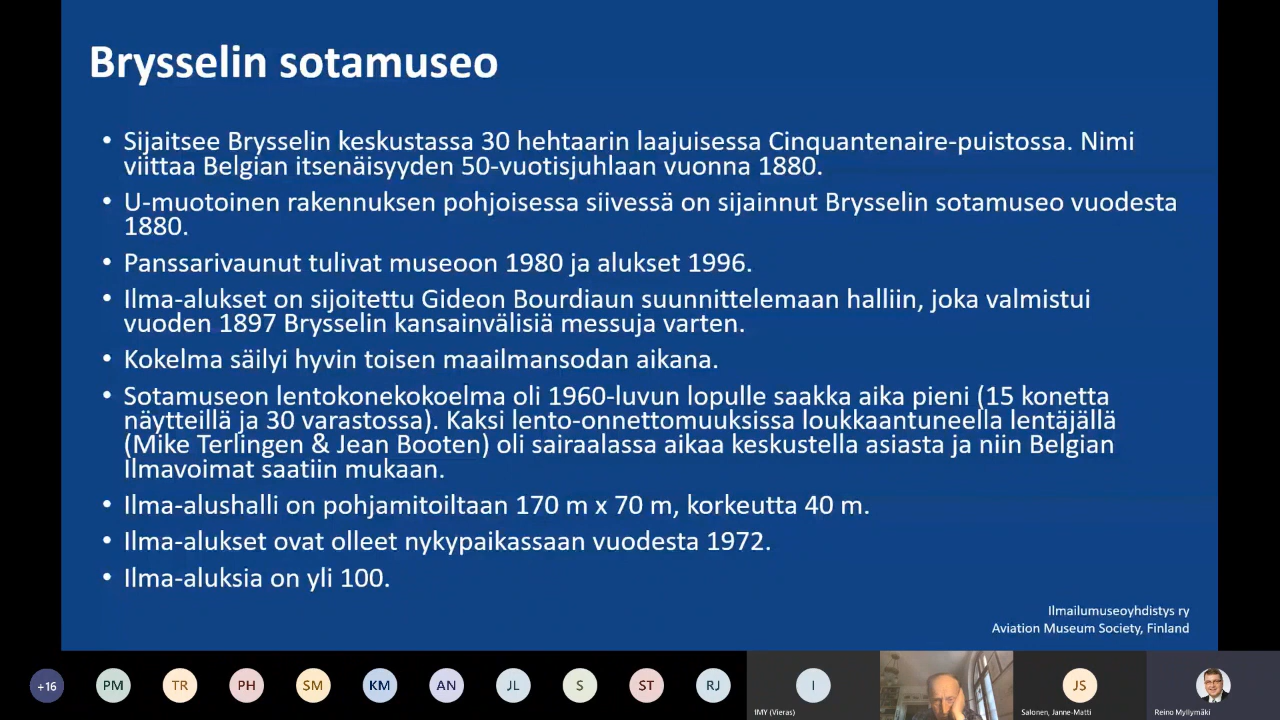 Brysselin sotamuseo
• Sijaitsee Brysselin keskustassa 30 hehtaarin laajuisessa Cinquantenaire-puistossa. Nimi
viittaa Belgian itsenäisyyden 50-vuotisjuhlaan vuonna 1880.
• U-muotoinen rakennuksen pohjoisessa siivessä on sijainnut Brysselin sotamuseo vuodesta
1880.
• Panssarivaunut tulivat museoon 1980 ja alukset 1996.
• Ilma-alukset on sijoitettu Gideon Bourdiaun suunnittelemaan halliin, joka valmistui
vuoden 1897 Brysselin kansainvälisiä messuja varten.
• Kokelma säilyi hyvin toisen maailmansodan aikana.
• Sotamuseon lentokonekokoelma oli 1960-luvun lopulle saakka aika pieni (15 konetta
näytteillä ja 30 varastossa). Kaksi lento-onnettomuuksissa loukkaantuneella lentäjällä
(Mike Terlingen & Jean Booten) oli sairaalassa aikaa keskustella asiasta ja niin Belgian
Ilmavoimat saatiin mukaan.
• Ilma-alushalli on pohjamitoiltaan 170 m x 70 m, korkeutta 40 m.
• Ilma-alukset ovat olleet nykypaikassaan vuodesta 1972.
• Ilma-aluksia on yli 100.
Ilmailumuseoyhdistys ry
Aviation Museum Society, Finland
+16 PM TR PH SM KM AN JL S ST RJ I JS
IMY (Vieras) Salonen, Janne-Matti Reino Myllymäki